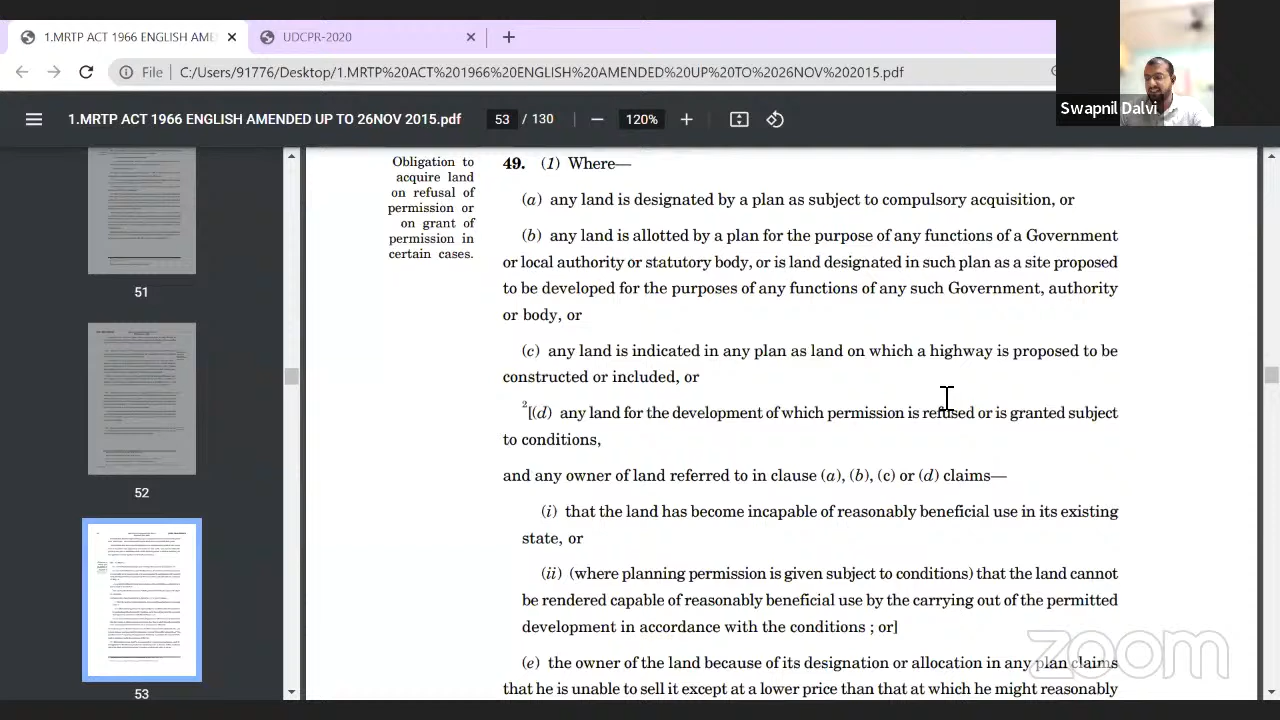 1.MRTP ACT 1966 ENGLISH AME
UDCPR-2020
File
C:/Users/91776/Desktop/1.MRTP%20ACT%201966%20ENGLISH%20AMENDED%20UP%20TO%2026NOV%202015.pdf
Swapnil Dalvi
1.MRTP ACT 1966 ENGLISH AMENDED UP TO 26NOV 2015.pdf
53 / 130
120%
51
52
53
Obligation to
acquire land
on refusal of
permission or
on grant of
permission in
certain cases.
49. (1) Where—
(a) any land is designated by a plan as subject to compulsory acquisition, or
(b) any land is allotted by a plan for the purpose of any functions of a Government
or local authority or statutory body, or is land designated in such plan as a site proposed
to be developed for the purposes of any functions of any such Government, authority
or body, or
(c) any land is indicated in any plan as land on which a highway is proposed to be
constructed or included, or
2[(d) any land for the development of which permission is refused or is granted subject
to conditions,
and any owner of land referred to in clause (a), (b), (c) or (d) claims—
(i) that the land has become incapable of reasonably beneficial use in its existing
state, or
planning permission is given subject to conditions) that the land cannot
be rendered capable of reasonably beneficial use by the carrying out of the permitted
development in accordance with the conditions; or]
(e) the owner of the land because of its designation or allocation in any plan claims
that he is unable to sell it except at a lower price than that at which he might reasonably
zoom